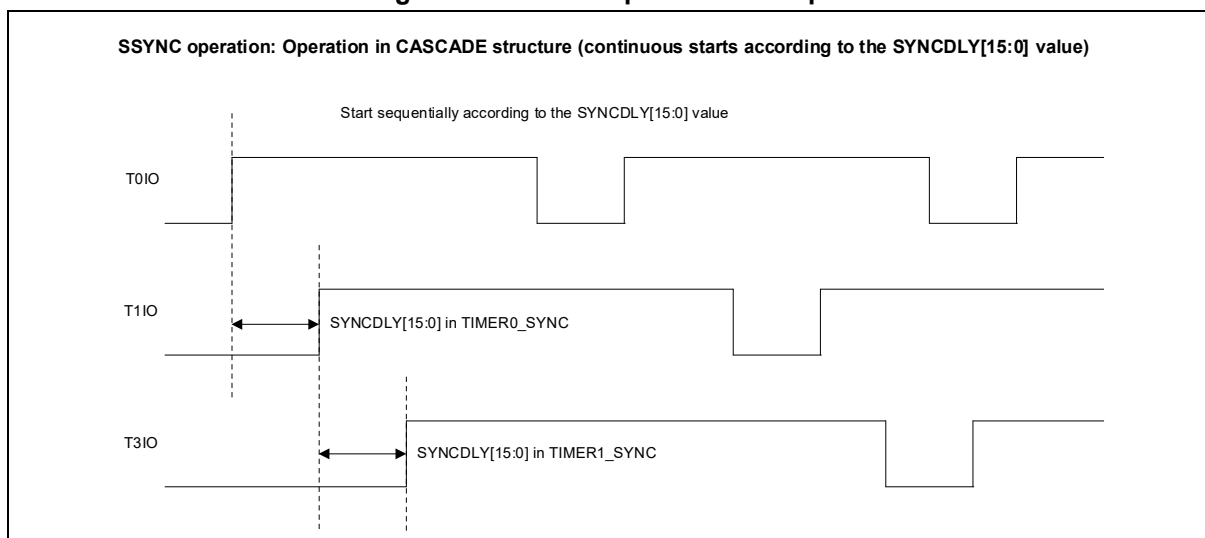 SSYNC operation: Operation in CASCADE structure (continuous starts according to the SYNCDLY[15:0] value)
Start sequentially according to the SYNCDLY[15:0] value
T0IO
T1IO
SYNCDLY[15:0] in TIMER0_SYNC
T3IO
SYNCDLY[15:0] in TIMER1_SYNC